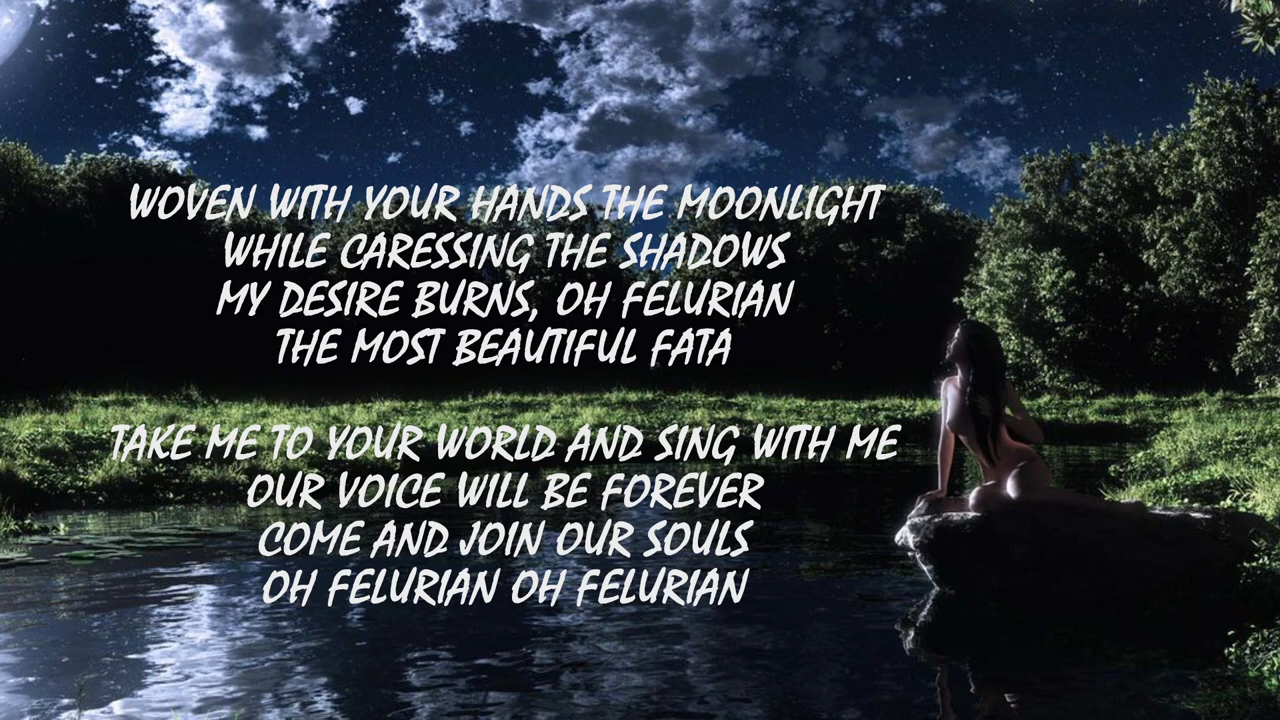 WOVEN WITH YOUR HANDS THE MOONLIGHT
WHILE CARESSING THE SHADOWS
MY DESIRE BURNS, OH FELURIAN
THE MOST BEAUTIFUL FATA
TAKE ME TO YOUR WORLD AND SING WITH ME
OUR VOICE WILL BE FOREVER
COME AND JOIN OUR SOULS
OH FELURIAN OH FELURIAN